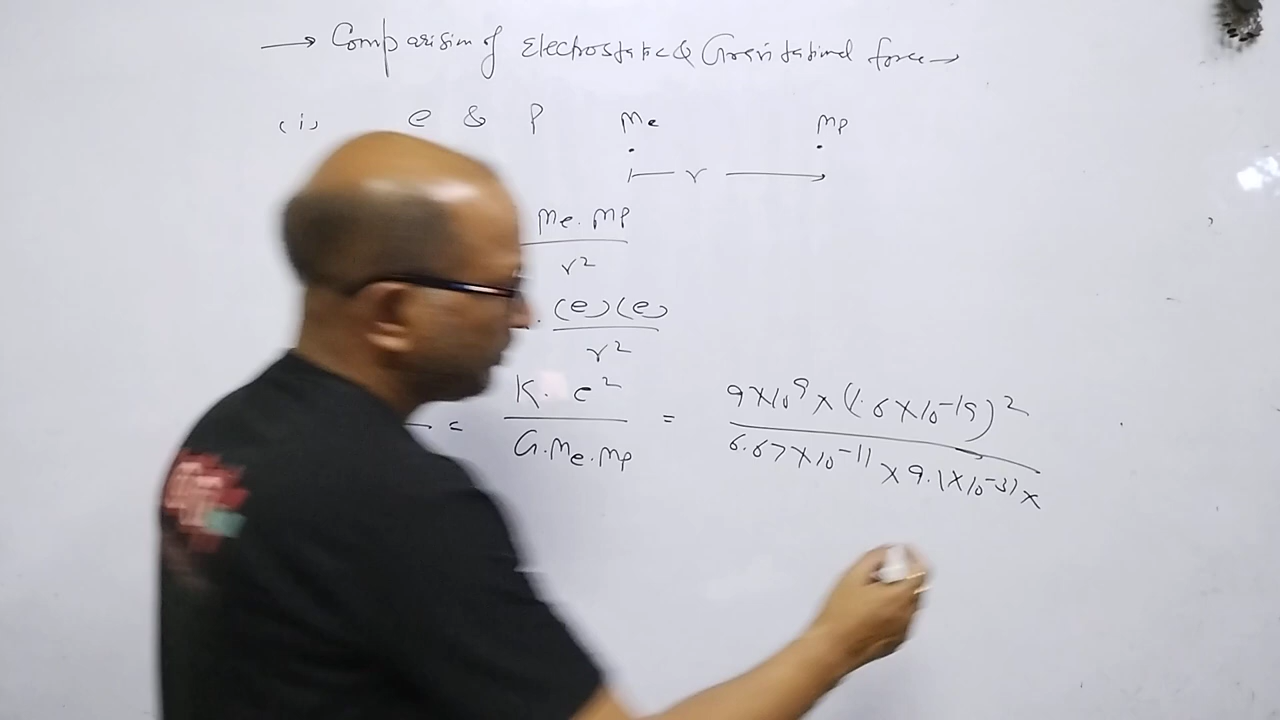 → Comparisim of Electrostatic & Gravitational force →
(i) e & p me mp
r
me.mp
r²
. (e)(e)
r²
= K. e² / G.me.mp = 9×10⁹ × (1.6×10⁻¹⁹)² / 6.67×10⁻¹¹ × 9.1×10⁻³¹ ×